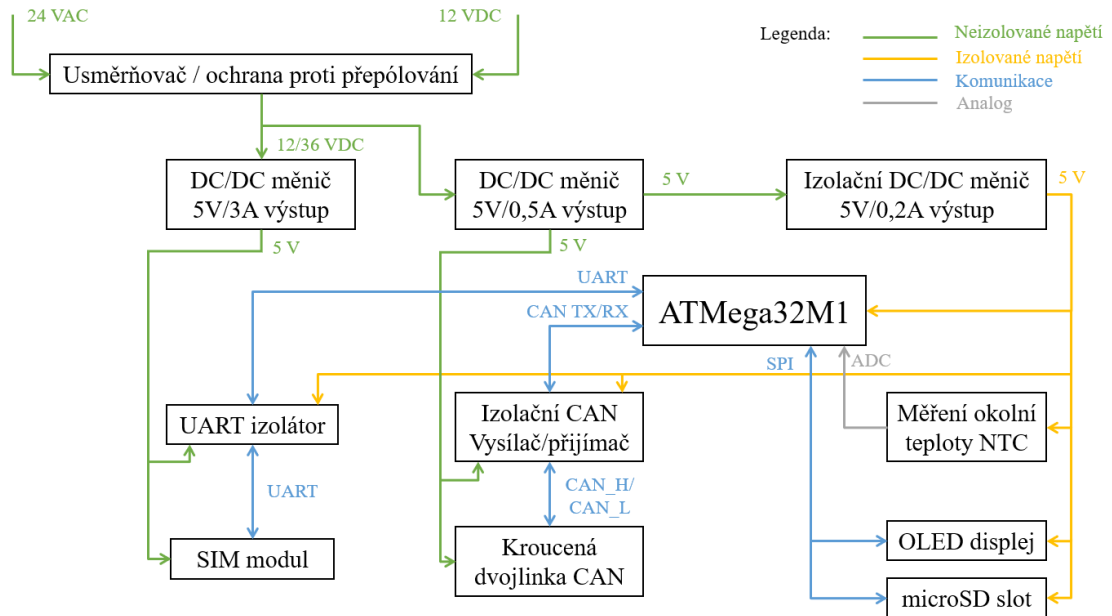 24 VAC
12 VDC
Usměrňovač / ochrana proti přepólování
Legenda:
Neizolované napětí
Izolované napětí
Komunikace
Analog
12/36 VDC
DC/DC měnič
5V/3A výstup
DC/DC měnič
5V/0,5A výstup
5 V
Izolační DC/DC měnič
5V/0,2A výstup
5 V
5 V
5 V
UART
CAN TX/RX
ATMega32M1
SPI
ADC
UART izolátor
Izolační CAN
Vysílač/přijímač
Měření okolní
teploty NTC
UART
CAN_H/
CAN_L
SIM modul
Kroucená
dvojlinka CAN
OLED displej
microSD slot